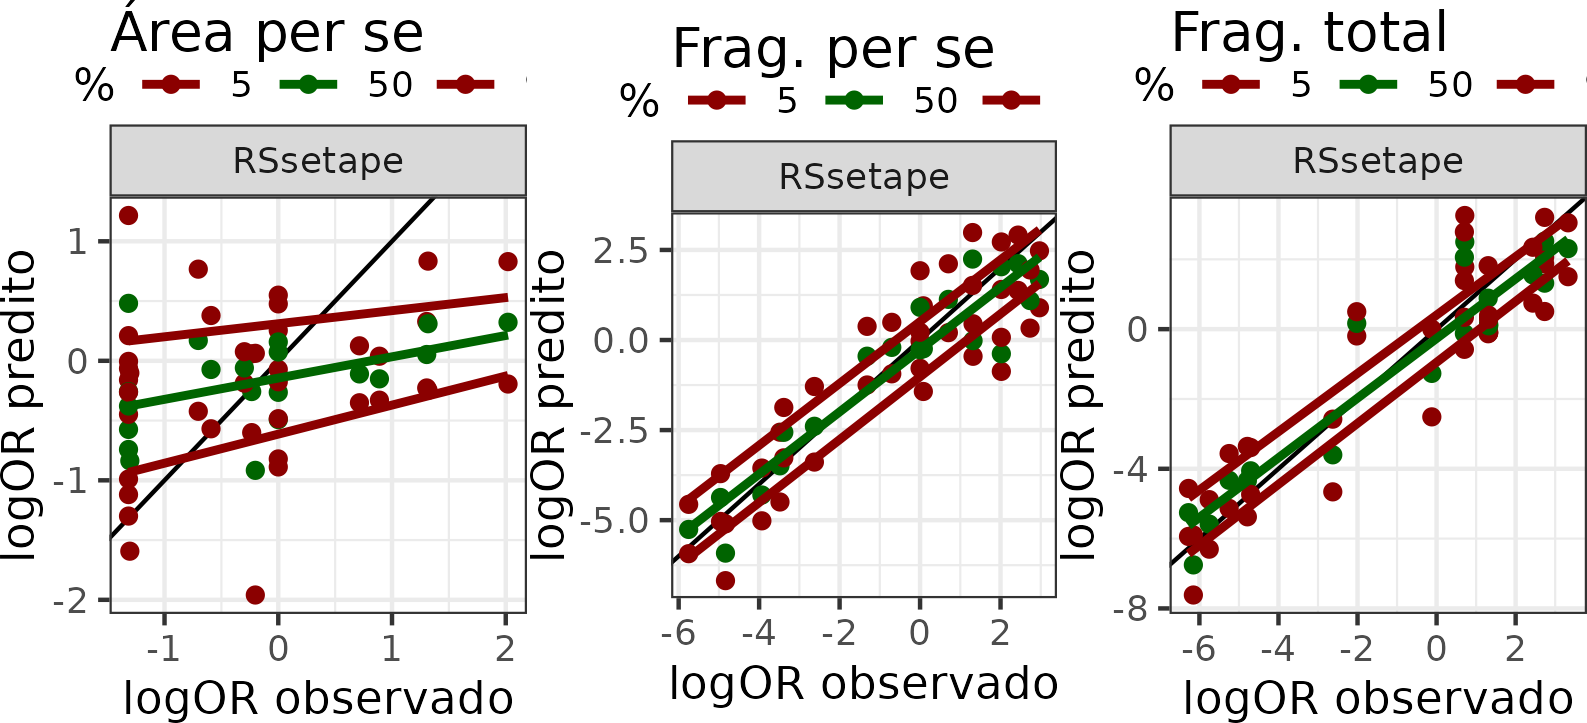 Área per se
% 5 50
RSsetape
1
0
-1
-2
logOR predito
-1 0 1 2
logOR observado
Frag. per se
% 5 50
RSsetape
2.5
0.0
-2.5
-5.0
logOR predito
-6 -4 -2 0 2
logOR observado
Frag. total
% 5 50
RSsetape
0
-4
-8
logOR predito
-6 -4 -2 0 2
logOR observado